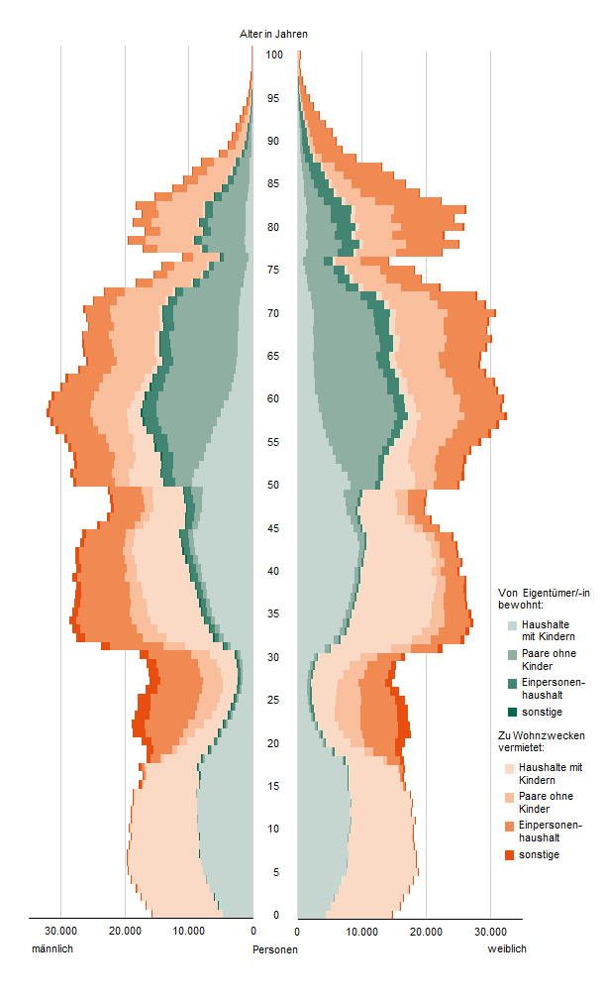 Alter in Jahren
100
95
90
85
80
75
70
65
60
55
50
45
40
35
30
25
20
15
10
5
0
Von Eigentümer/-in
bewohnt:
Haushalte
mit Kindern
Paare ohne
Kinder
Einpersonen-
haushalt
sonstige
Zu Wohnzwecken
vermietet:
Haushalte mit
Kindern
Paare ohne
Kinder
Einpersonen-
haushalt
sonstige
30.000 20.000 10.000 0 0 10.000 20.000 30.000
männlich Personen weiblich